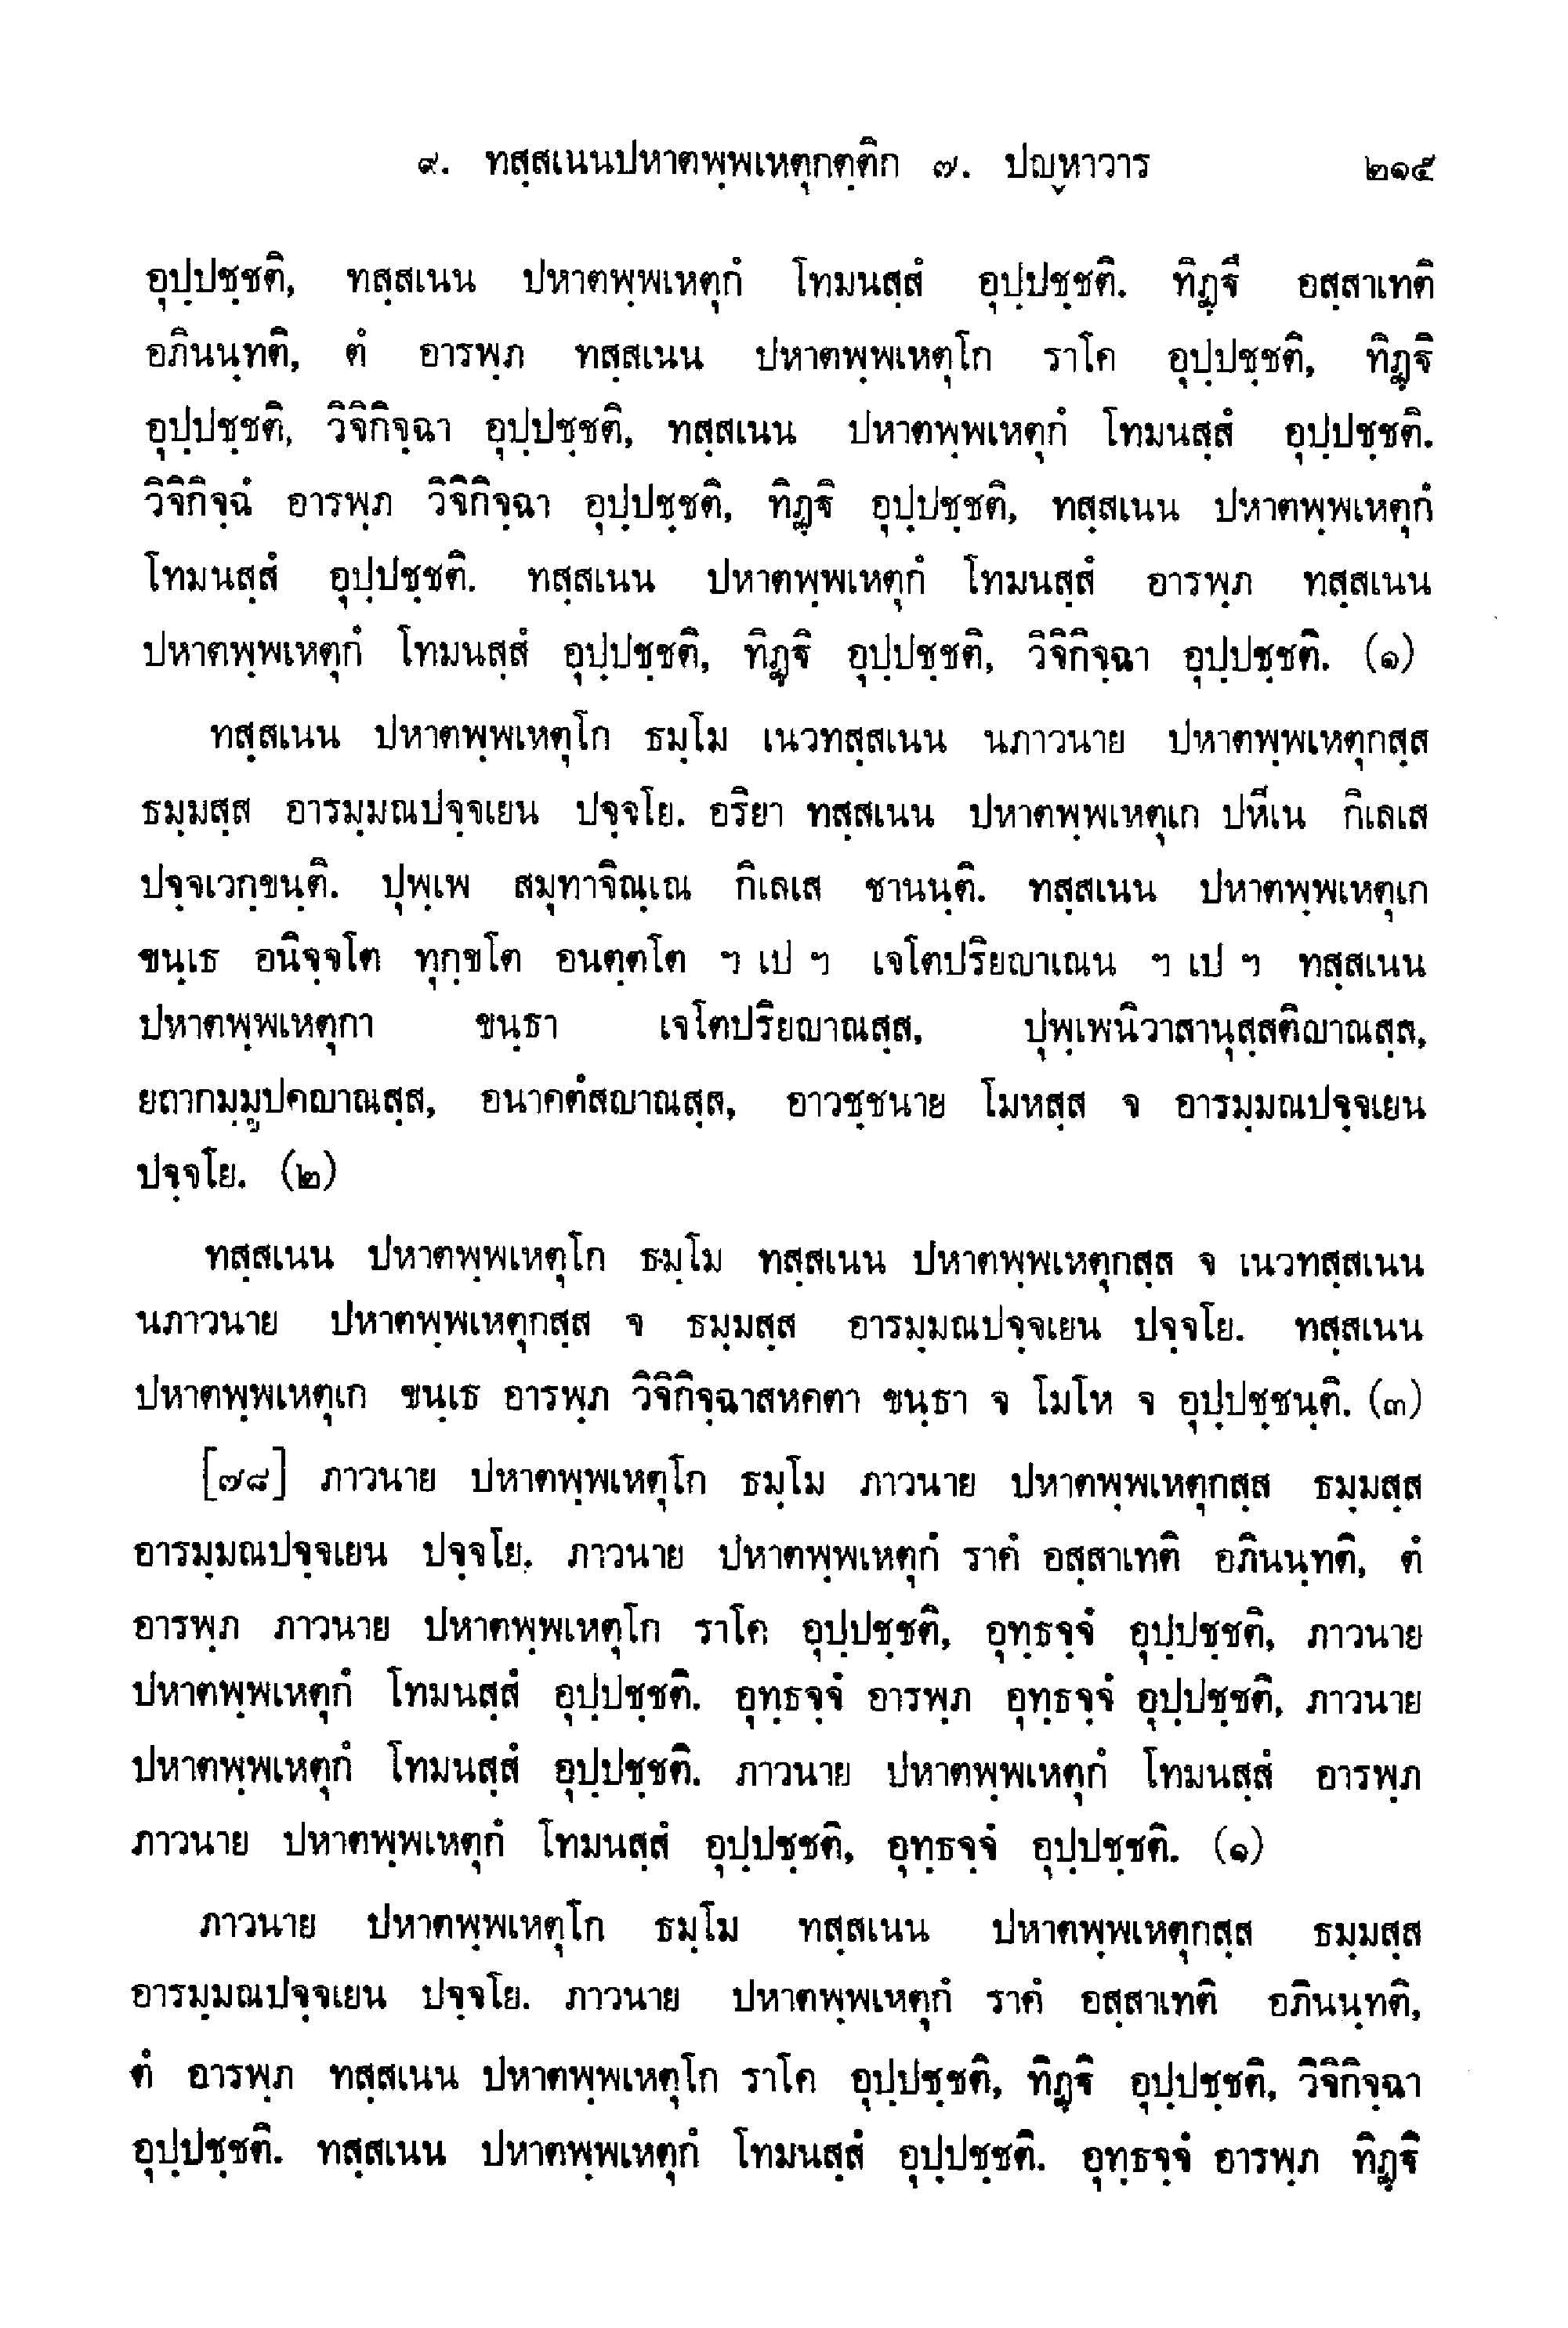 ๙. ทสฺสเนนปหาตพฺพเหตุกตฺติก ๗. ปญฺหาวาร ๒๑๕
อุปฺปชฺชติ, ทสฺสเนน ปหาตพฺพเหตุกํ โทมนสฺสํ อุปฺปชฺชติ. ทิฏฺฐึ อสฺสาเทติ
อภินนฺทติ, ตํ อารพฺภ ทสฺสเนน ปหาตพฺพเหตุโก ราโค อุปฺปชฺชติ, ทิฏฺฐิ
อุปฺปชฺชติ, วิจิกิจฺฉา อุปฺปชฺชติ, ทสฺสเนน ปหาตพฺพเหตุกํ โทมนสฺสํ อุปฺปชฺชติ.
วิจิกิจฺฉํ อารพฺภ วิจิกิจฺฉา อุปฺปชฺชติ, ทิฏฺฐิ อุปฺปชฺชติ, ทสฺสเนน ปหาตพฺพเหตุกํ
โทมนสฺสํ อุปฺปชฺชติ. ทสฺสเนน ปหาตพฺพเหตุกํ โทมนสฺสํ อารพฺภ ทสฺสเนน
ปหาตพฺพเหตุกํ โทมนสฺสํ อุปฺปชฺชติ, ทิฏฺฐิ อุปฺปชฺชติ, วิจิกิจฺฉา อุปฺปชฺชติ. (๑)
ทสฺสเนน ปหาตพฺพเหตุโก ธมฺโม เนวทสฺสเนน นภาวนาย ปหาตพฺพเหตุกสฺส
ธมฺมสฺส อารมฺมณปจฺจเยน ปจฺจโย. อริยา ทสฺสเนน ปหาตพฺพเหตุเก ปหีเน กิเลเส
ปจฺจเวกฺขนฺติ. ปุพฺเพ สมุทาจิณฺเณ กิเลเส ชานนฺติ. ทสฺสเนน ปหาตพฺพเหตุเก
ขนฺเธ อนิจฺจโต ทุกฺขโต อนตฺตโต ฯ เป ฯ เจโตปริยญาเณน ฯ เป ฯ ทสฺสเนน
ปหาตพฺพเหตุกา ขนฺธา เจโตปริยญาณสฺส, ปุพฺเพนิวาสานุสฺสติญาณสฺส,
ยถากมฺมูปคญาณสฺส, อนาคตํสญาณสฺส, อาวชฺชนาย โมหสฺส จ อารมฺมณปจฺจเยน
ปจฺจโย. (๒)
ทสฺสเนน ปหาตพฺพเหตุโก ธมฺโม ทสฺสเนน ปหาตพฺพเหตุกสฺส จ เนวทสฺสเนน
นภาวนาย ปหาตพฺพเหตุกสฺส จ ธมฺมสฺส อารมฺมณปจฺจเยน ปจฺจโย. ทสฺสเนน
ปหาตพฺพเหตุเก ขนฺเธ อารพฺภ วิจิกิจฺฉาสหคตา ขนฺธา จ โมโห จ อุปฺปชฺชนฺติ. (๓)
[๗๘] ภาวนาย ปหาตพฺพเหตุโก ธมฺโม ภาวนาย ปหาตพฺพเหตุกสฺส ธมฺมสฺส
อารมฺมณปจฺจเยน ปจฺจโย. ภาวนาย ปหาตพฺพเหตุกํ ราคํ อสฺสาเทติ อภินนฺทติ, ตํ
อารพฺภ ภาวนาย ปหาตพฺพเหตุโก ราโค อุปฺปชฺชติ, อุทฺธจฺจํ อุปฺปชฺชติ, ภาวนาย
ปหาตพฺพเหตุกํ โทมนสฺสํ อุปฺปชฺชติ. อุทฺธจฺจํ อารพฺภ อุทฺธจฺจํ อุปฺปชฺชติ, ภาวนาย
ปหาตพฺพเหตุกํ โทมนสฺสํ อุปฺปชฺชติ. ภาวนาย ปหาตพฺพเหตุกํ โทมนสฺสํ อารพฺภ
ภาวนาย ปหาตพฺพเหตุกํ โทมนสฺสํ อุปฺปชฺชติ, อุทฺธจฺจํ อุปฺปชฺชติ. (๑)
ภาวนาย ปหาตพฺพเหตุโก ธมฺโม ทสฺสเนน ปหาตพฺพเหตุกสฺส ธมฺมสฺส
อารมฺมณปจฺจเยน ปจฺจโย. ภาวนาย ปหาตพฺพเหตุกํ ราคํ อสฺสาเทติ อภินนฺทติ,
ตํ อารพฺภ ทสฺสเนน ปหาตพฺพเหตุโก ราโค อุปฺปชฺชติ, ทิฏฺฐิ อุปฺปชฺชติ, วิจิกิจฺฉา
อุปฺปชฺชติ. ทสฺสเนน ปหาตพฺพเหตุกํ โทมนสฺสํ อุปฺปชฺชติ. อุทฺธจฺจํ อารพฺภ ทิฏฺฐิ